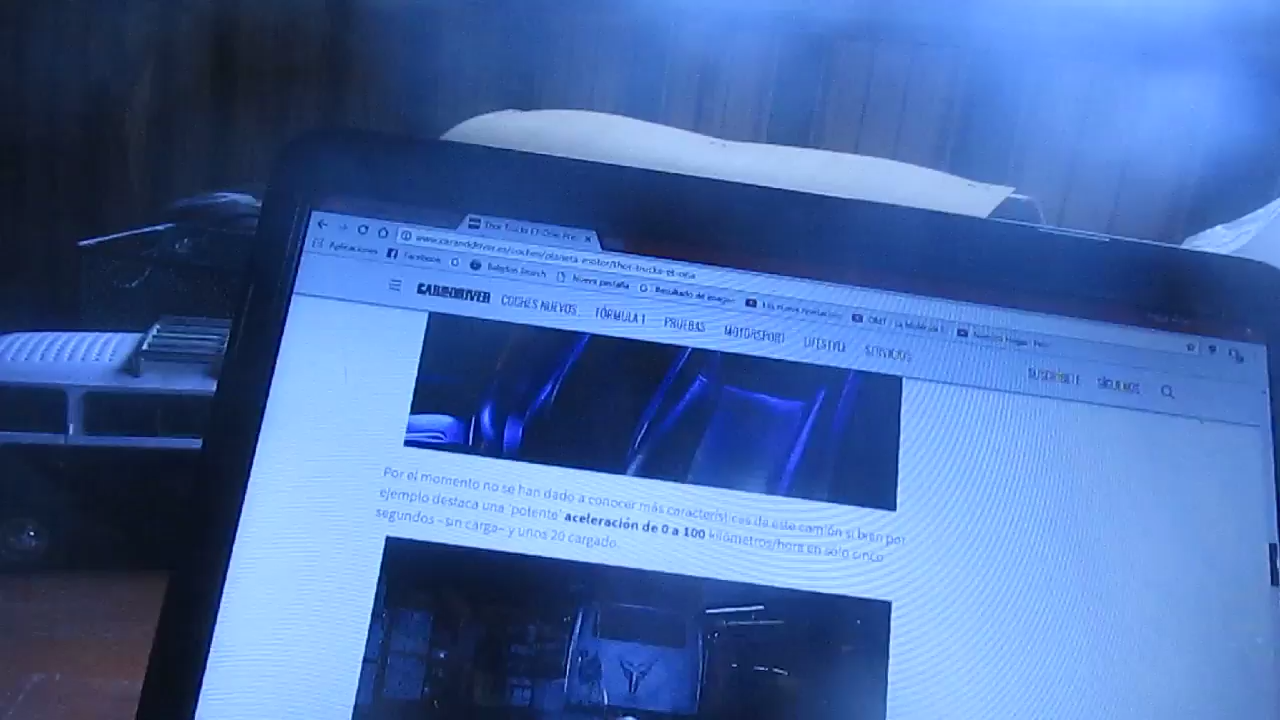 Thor Trucks
www.caranddriver.es/coches/planeta-motor/thor-trucks-et-one
Aplicaciones Facebook Babylon Search Nueva pestaña Resultado de imagen
CAR AND DRIVER COCHES NUEVOS FÓRMULA 1 PRUEBAS MOTORSPORT LIFESTYLE SERVICIOS SUSCRÍBETE SÍGUENOS
Por el momento no se han dado a conocer más características de este camión si bien por
ejemplo destaca una 'potente' aceleración de 0 a 100 kilómetros/hora en solo cinco
segundos –sin carga– y unos 20 cargado.